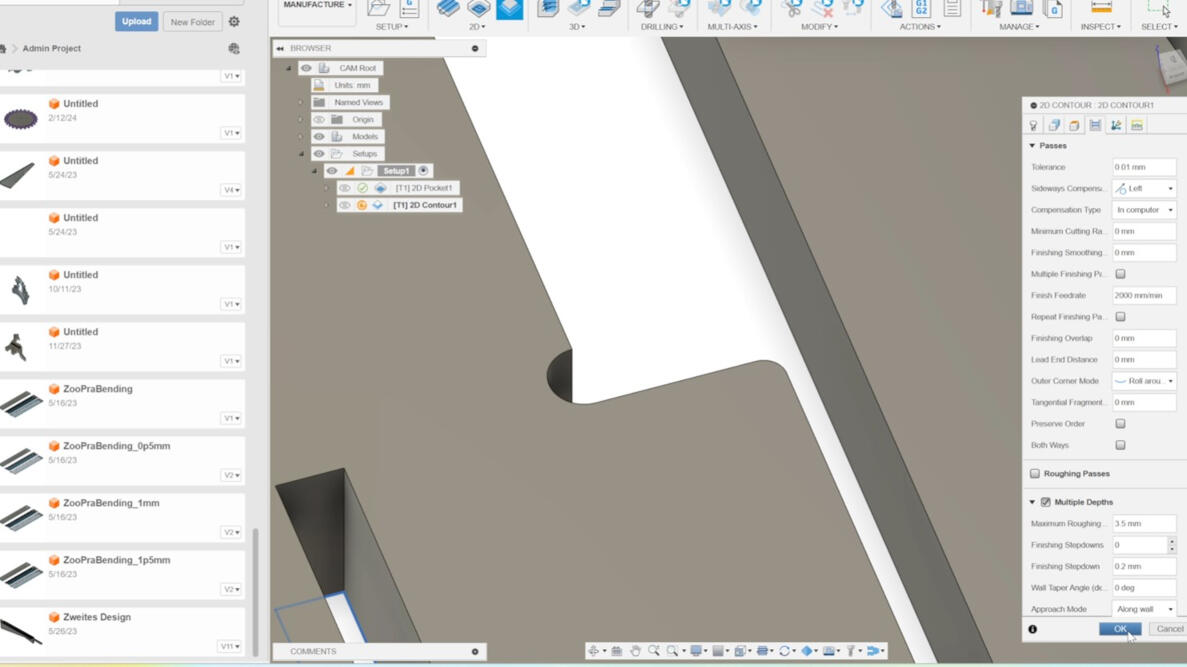 MANUFACTURE
SETUP
2D
3D
DRILLING
MULTI-AXIS
MODIFY
ACTIONS
MANAGE
INSPECT
SELECT
G1
G2
Upload
New Folder
Admin Project
V1
Untitled
2/12/24
V1
Untitled
5/24/23
Untitled
5/24/23
V1
Untitled
10/11/23
V1
Untitled
11/27/23
V1
ZooPraBending
5/16/23
V1
ZooPraBending_0p5mm
5/16/23
V2
ZooPraBending_1mm
5/16/23
V2
ZooPraBending_1p5mm
5/16/23
V2
Zweites Design
5/26/23
V11
BROWSER
CAM Root
Units: mm
Named Views
Origin
Models
Setups
Setup1
[T1] 2D Pocket1
[T1] 2D Contour1
COMMENTS
2D CONTOUR : 2D CONTOUR1
Passes
Tolerance 0.01 mm
Sideways Compensa... Left
Compensation Type In computer
Minimum Cutting Ra... 0 mm
Finishing Smoothing... 0 mm
Multiple Finishing Pa...
Finish Feedrate 2000 mm/min
Repeat Finishing Pa...
Finishing Overlap 0 mm
Lead End Distance 0 mm
Outer Corner Mode Roll arou...
Tangential Fragment... 0 mm
Preserve Order
Both Ways
Roughing Passes
Multiple Depths
Maximum Roughing... 3.5 mm
Finishing Stepdowns 0
Finishing Stepdown 0.2 mm
Wall Taper Angle (de... 0 deg
Approach Mode Along wall
OK Cancel